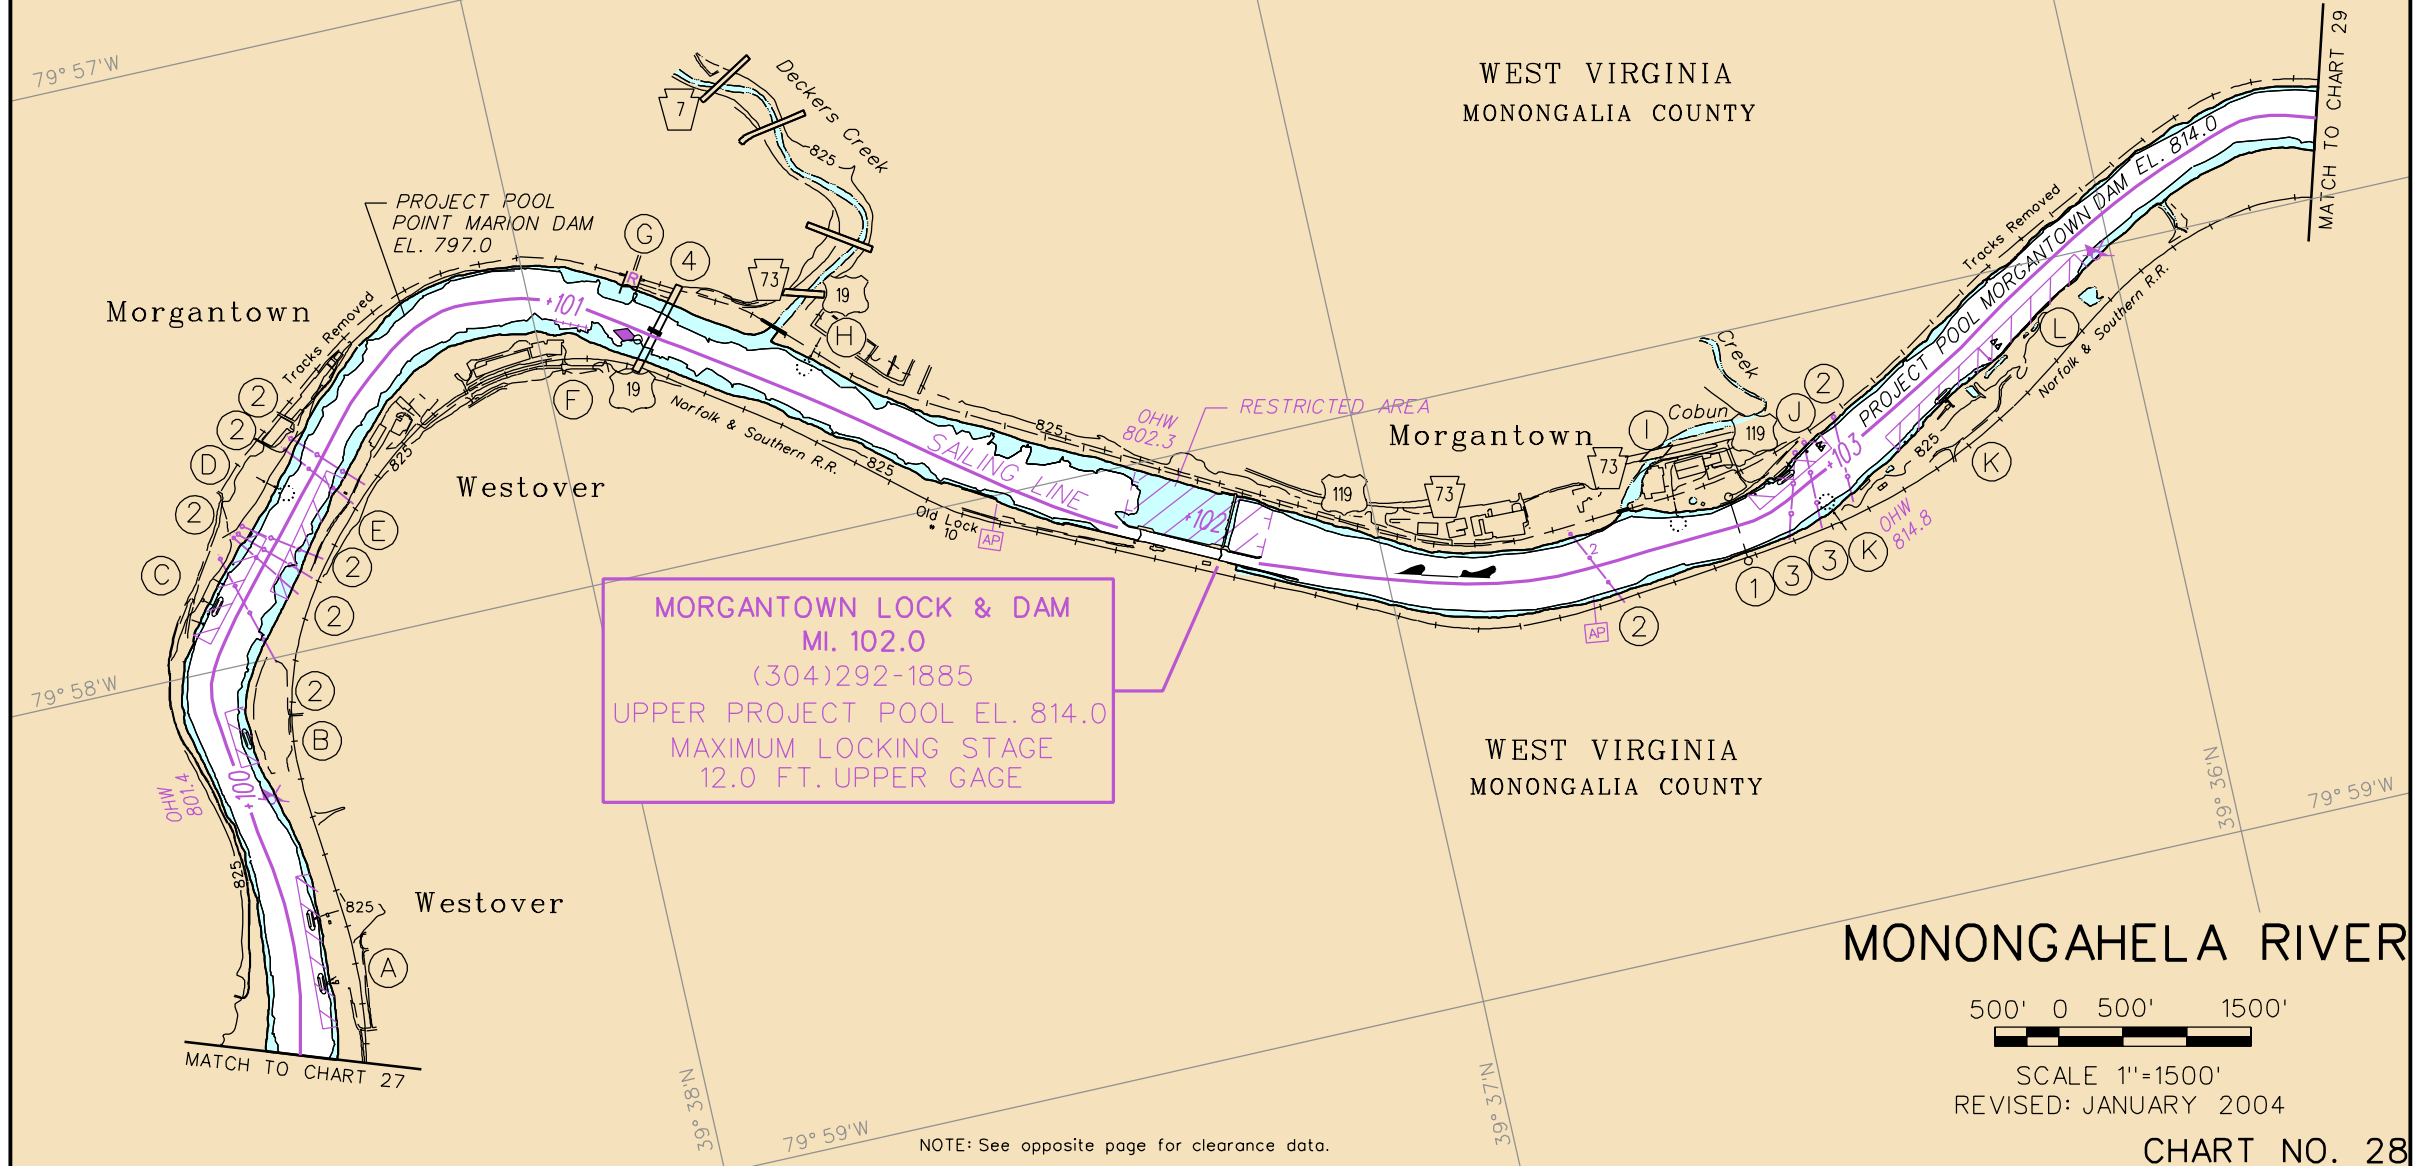 79° 57'W
WEST VIRGINIA
MONONGALIA COUNTY
MATCH TO CHART 29
Deckers Creek
7
825
PROJECT POOL
POINT MARION DAM
EL. 797.0
G
4
73
19
H
R
+101
Morgantown
Tracks Removed
2
2
D
2
C
F
19
Norfolk & Southern R.R.
825
Westover
E
2
2
2
B
79° 58'W
OHW
801.4
+100
825
825
Westover
A
MATCH TO CHART 27
SAILING LINE
825
825
OHW
802.3
RESTRICTED AREA
+102
Old Lock
# 10
AP
MORGANTOWN LOCK & DAM
MI. 102.0
(304)292-1885
UPPER PROJECT POOL EL. 814.0
MAXIMUM LOCKING STAGE
12.0 FT. UPPER GAGE
Morgantown
119
73
73
I
Cobun
Creek
119
J
2
PROJECT POOL MORGANTOWN DAM EL. 814.0
Tracks Removed
+103
L
Norfolk & Southern R.R.
825
K
OHW
814.8
K
3
3
1
2
2
AP
WEST VIRGINIA
MONONGALIA COUNTY
39° 36'N
79° 59'W
39° 38'N
79° 59'W
39° 37'N
NOTE: See opposite page for clearance data.
MONONGAHELA RIVER
500' 0 500' 1500'
SCALE 1"=1500'
REVISED: JANUARY 2004
CHART NO. 28